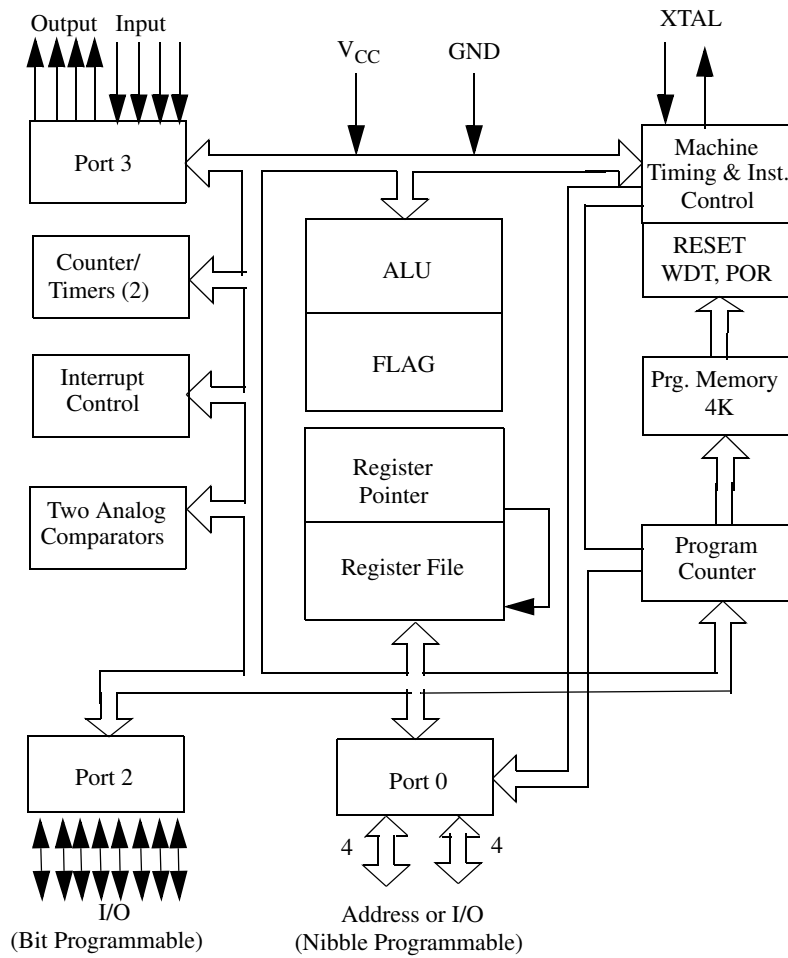 Output Input
V_CC
GND
XTAL
Port 3
Machine
Timing & Inst.
Control
RESET
WDT, POR
Counter/
Timers (2)
ALU
FLAG
Interrupt
Control
Prg. Memory
4K
Register
Pointer
Register File
Two Analog
Comparators
Program
Counter
Port 2
Port 0
4
4
I/O
(Bit Programmable)
Address or I/O
(Nibble Programmable)